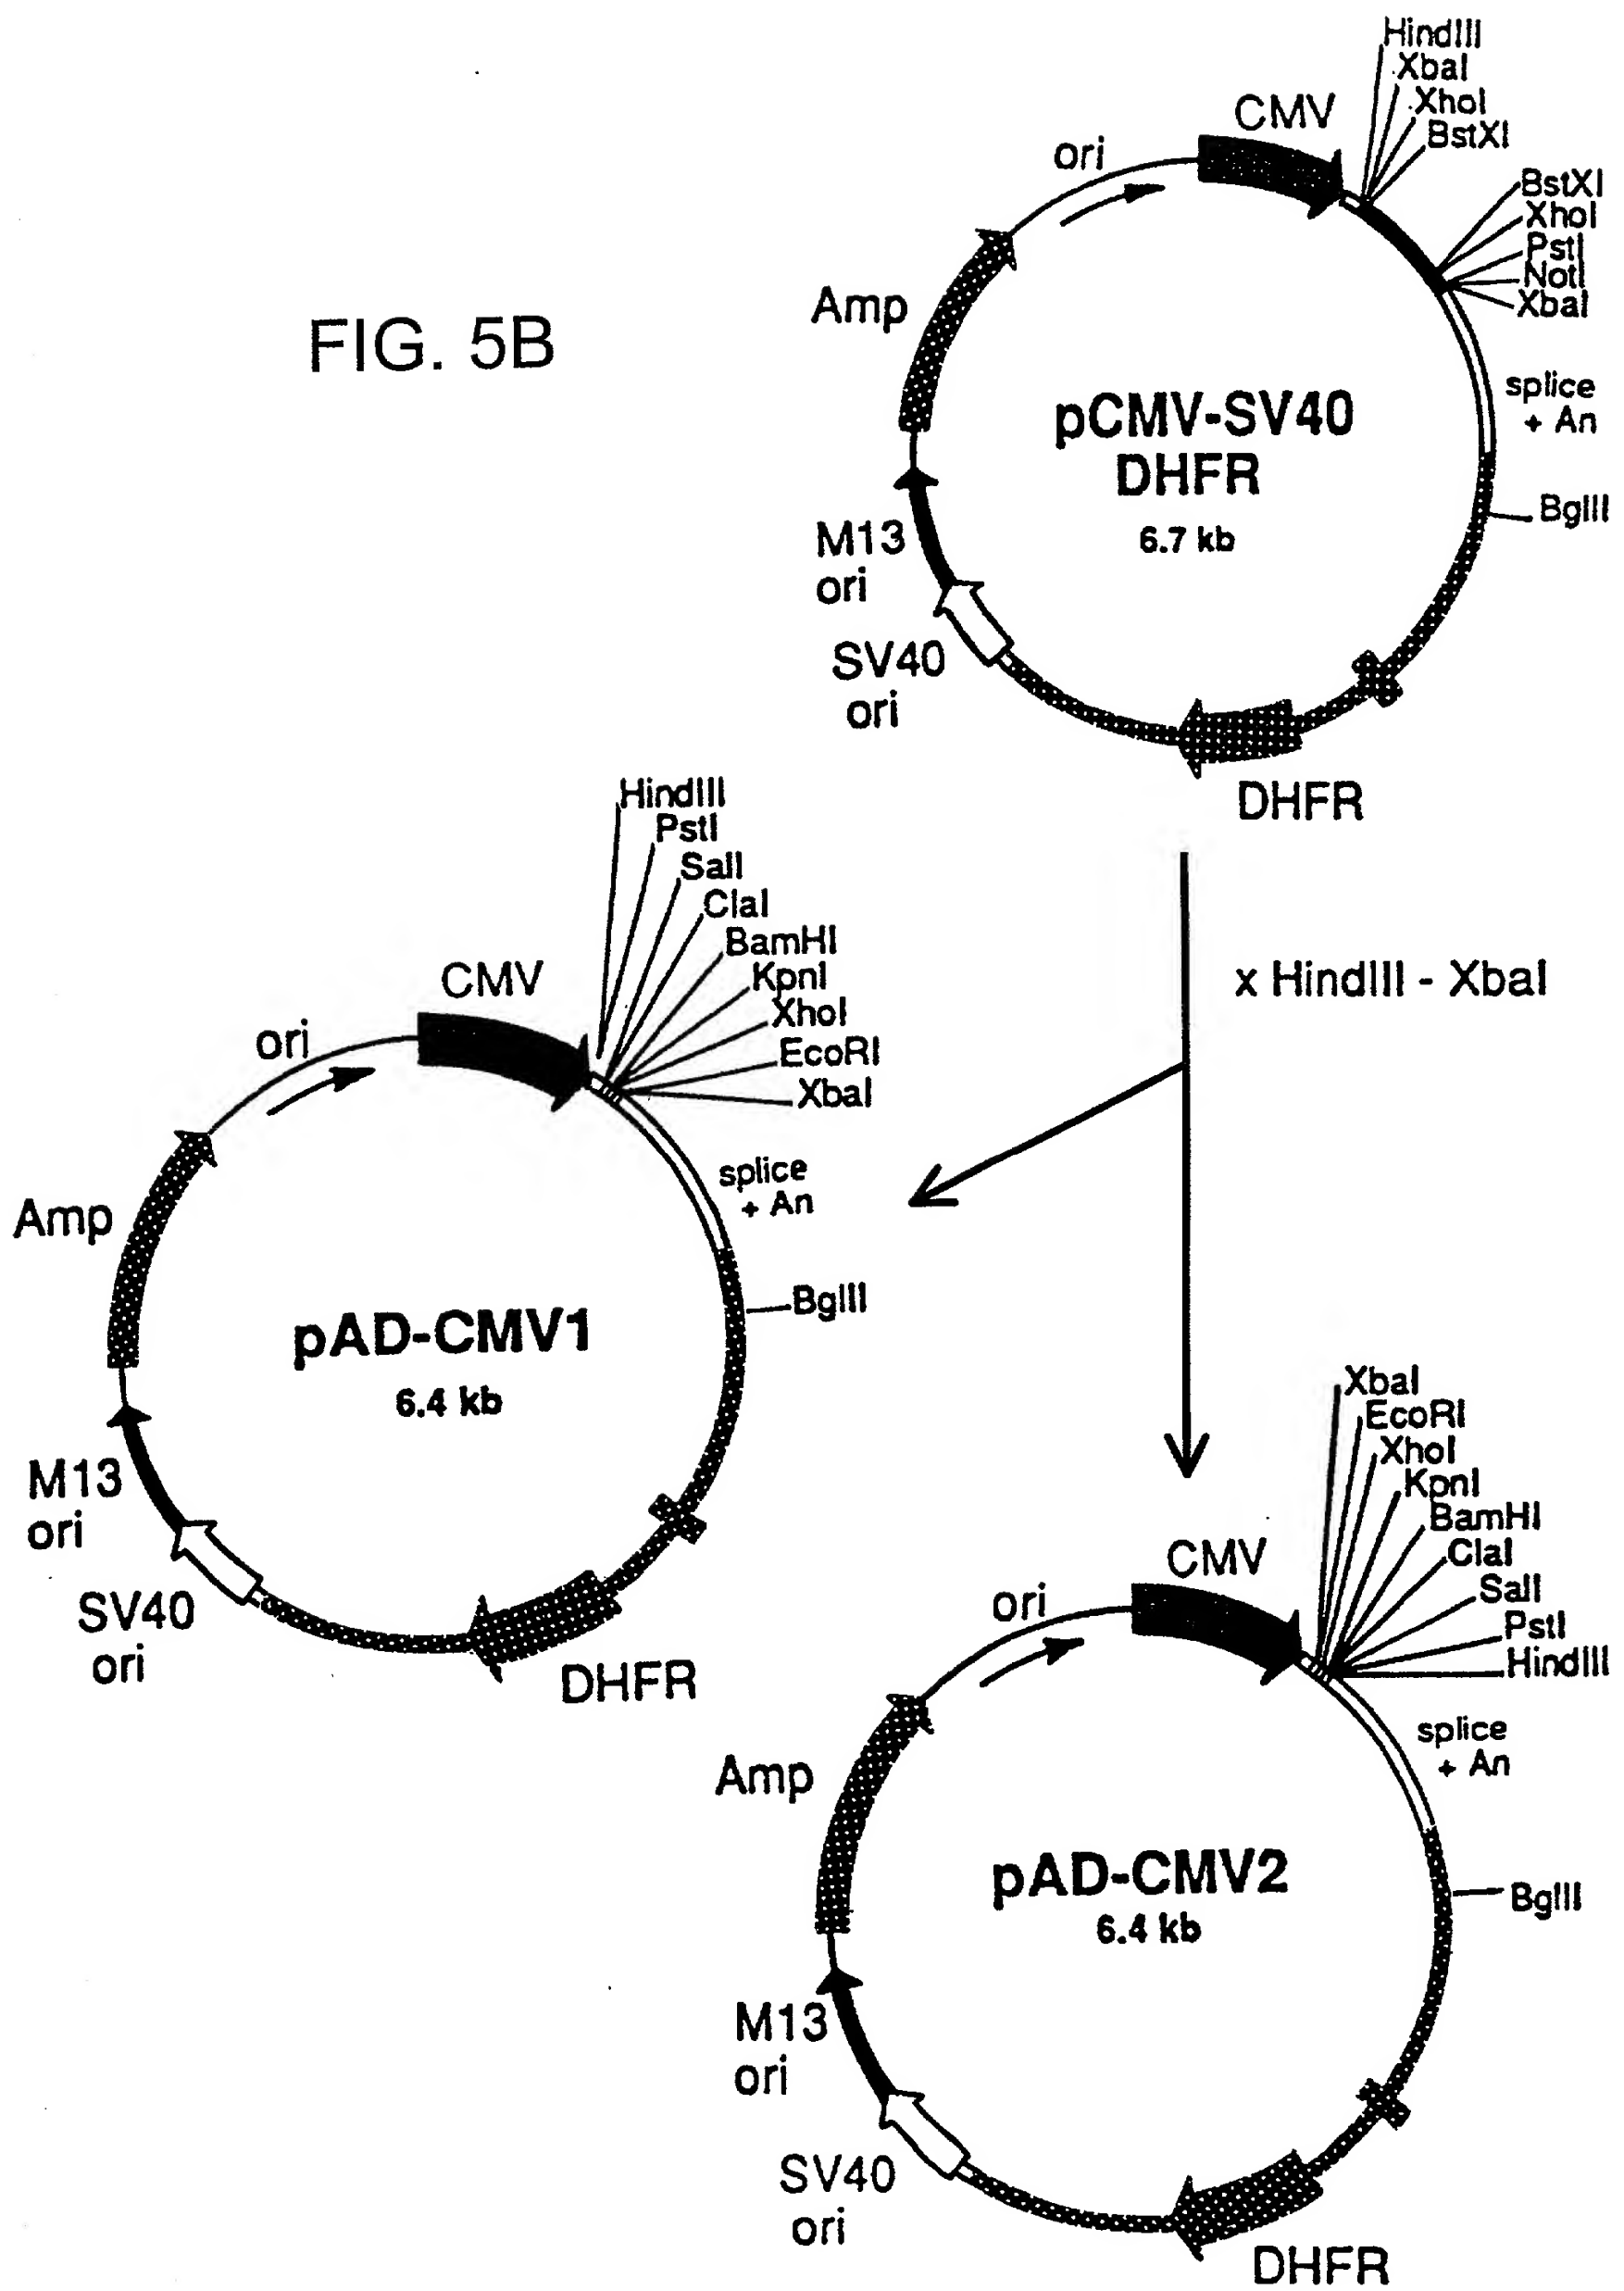 FIG. 5B
HindIII
XbaI
XhoI
BstXI
CMV
ori
BstXI
XhoI
PstI
NotI
XbaI
Amp
splice
+ An
pCMV-SV40
DHFR
6.7 kb
BglII
M13
ori
SV40
ori
DHFR
x HindIII - XbaI
HindIII
PstI
SalI
ClaI
BamHI
KpnI
XhoI
EcoRI
XbaI
CMV
ori
splice
+ An
Amp
BglII
pAD-CMV1
6.4 kb
M13
ori
SV40
ori
DHFR
XbaI
EcoRI
XhoI
KpnI
BamHI
ClaI
SalI
PstI
HindIII
CMV
ori
splice
+ An
Amp
pAD-CMV2
6.4 kb
BglII
M13
ori
SV40
ori
DHFR